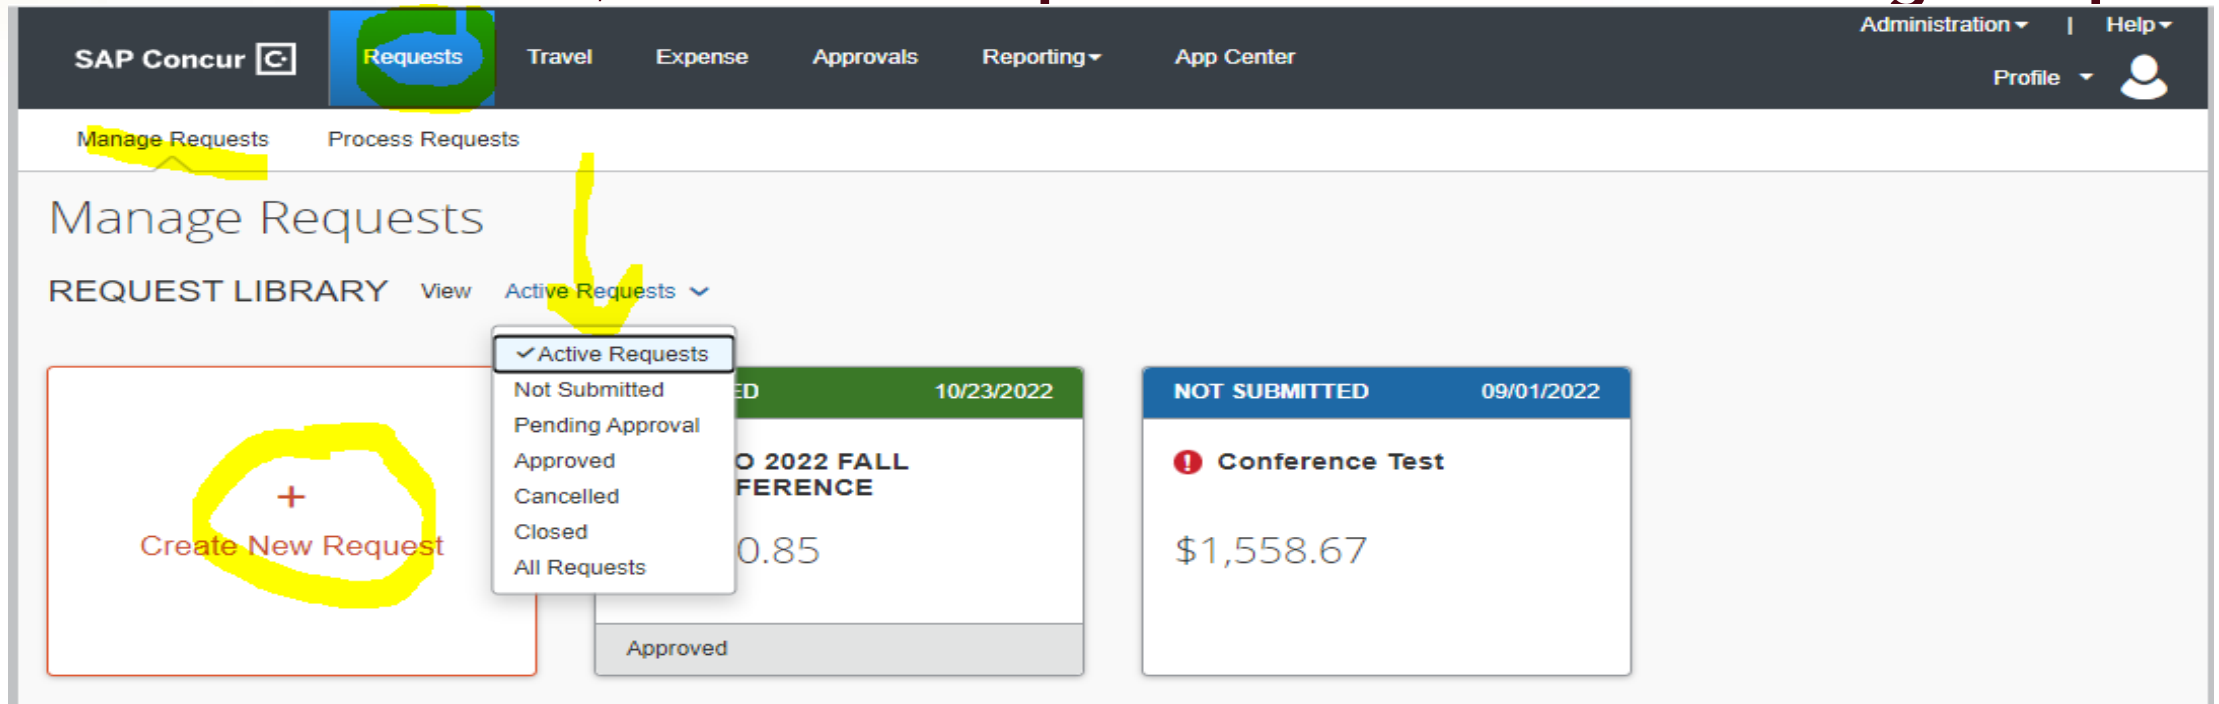 Administration | Help
SAP Concur C Requests Travel Expense Approvals Reporting App Center
Profile
Manage Requests Process Requests
Manage Requests
REQUEST LIBRARY View Active Requests
Active Requests
Not Submitted
Pending Approval
Approved
Cancelled
Closed
All Requests
+
Create New Request
10/23/2022
2022 FALL
0.85
Approved
NOT SUBMITTED 09/01/2022
! Conference Test
$1,558.67